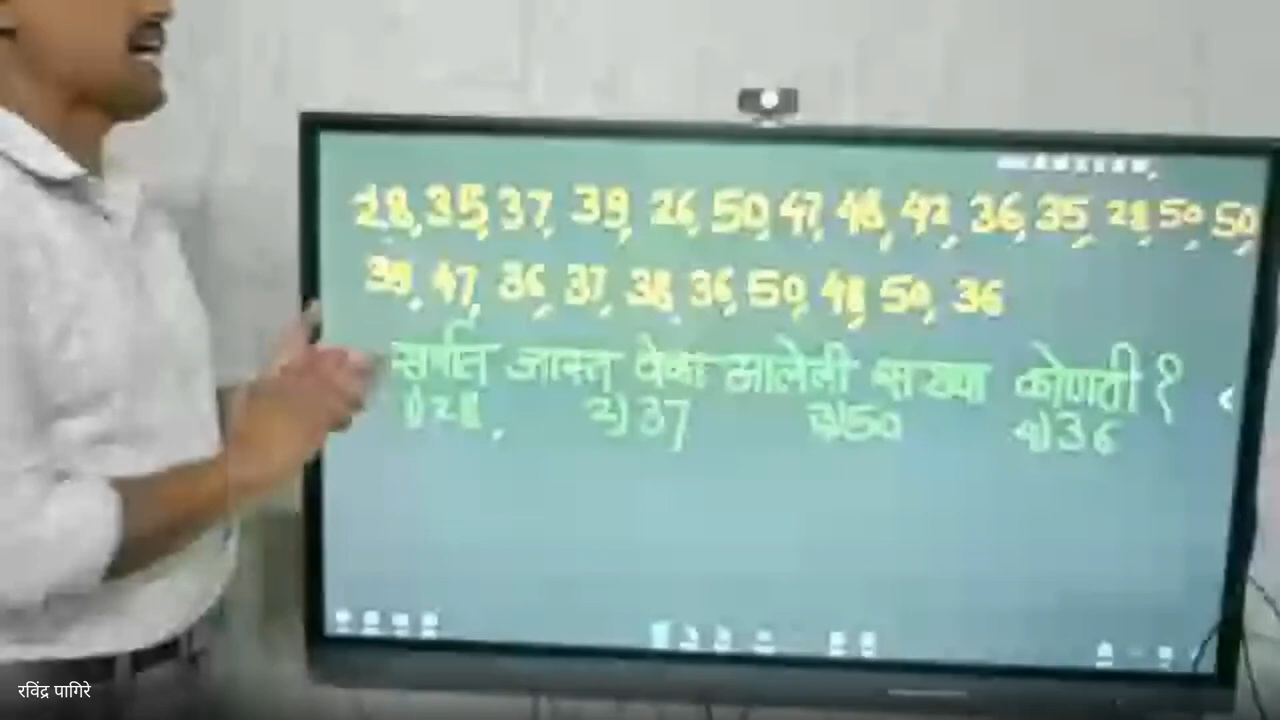 28, 35, 37, 39, 26, 50, 47, 48, 42, 36, 35, 28, 50, 50,
39, 47, 36, 37, 38, 36, 50, 48, 50, 36
सर्वात जास्त वेळा आलेली संख्या कोणती ?
1) 28, 2) 37 3) 50 4) 36
रविंद्र पागिरे